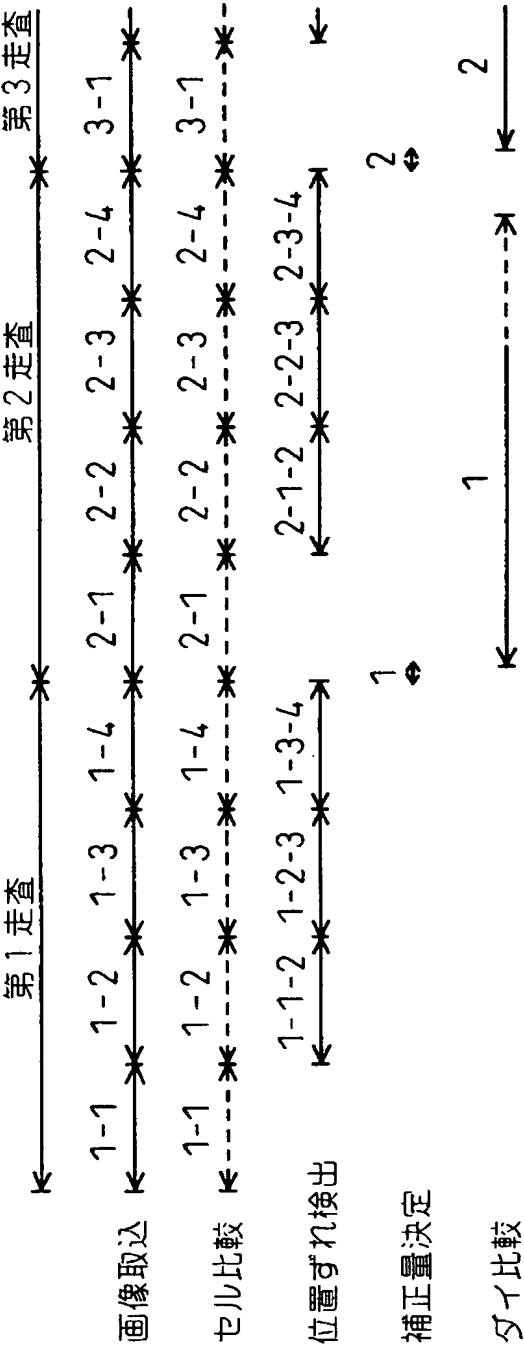 第1走査 第2走査 第3走査
画像取込 1-1 1-2 1-3 1-4 2-1 2-2 2-3 2-4 3-1
セル比較 1-1 1-2 1-3 1-4 2-1 2-2 2-3 2-4 3-1
位置ずれ検出 1-1-2 1-2-3 1-3-4 2-1-2 2-2-3 2-3-4
補正量決定 1 2
ダイ比較 1 2